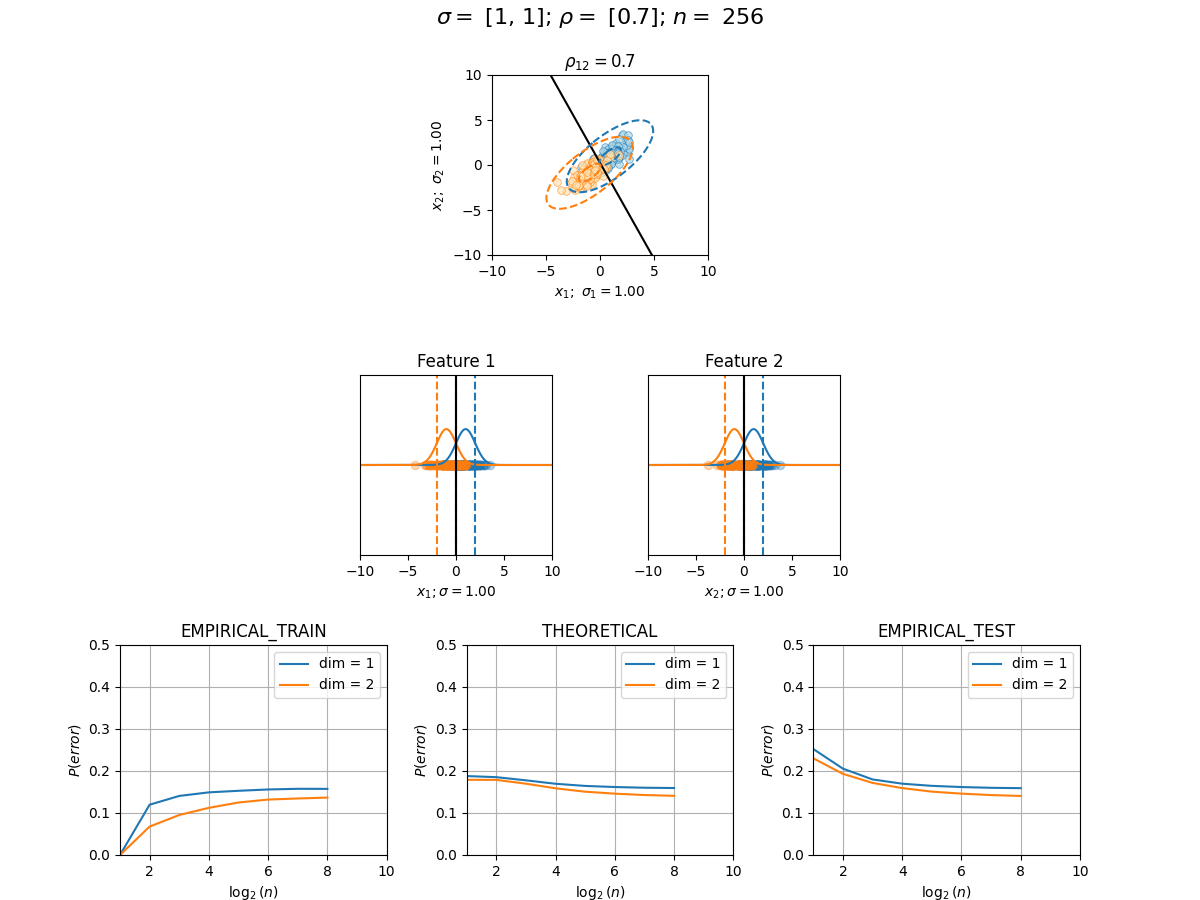 σ = [1, 1]; ρ = [0.7]; n = 256
ρ₁₂ = 0.7
10
5
0
−5
−10
x₂; σ₂ = 1.00
−10 −5 0 5 10
x₁; σ₁ = 1.00
Feature 1
−10 −5 0 5 10
x₁; σ = 1.00
Feature 2
−10 −5 0 5 10
x₂; σ = 1.00
EMPIRICAL_TRAIN
0.5
0.4
0.3
0.2
0.1
0.0
P(error)
dim = 1
dim = 2
2 4 6 8 10
log₂(n)
THEORETICAL
0.5
0.4
0.3
0.2
0.1
0.0
P(error)
dim = 1
dim = 2
2 4 6 8 10
log₂(n)
EMPIRICAL_TEST
0.5
0.4
0.3
0.2
0.1
0.0
P(error)
dim = 1
dim = 2
2 4 6 8 10
log₂(n)